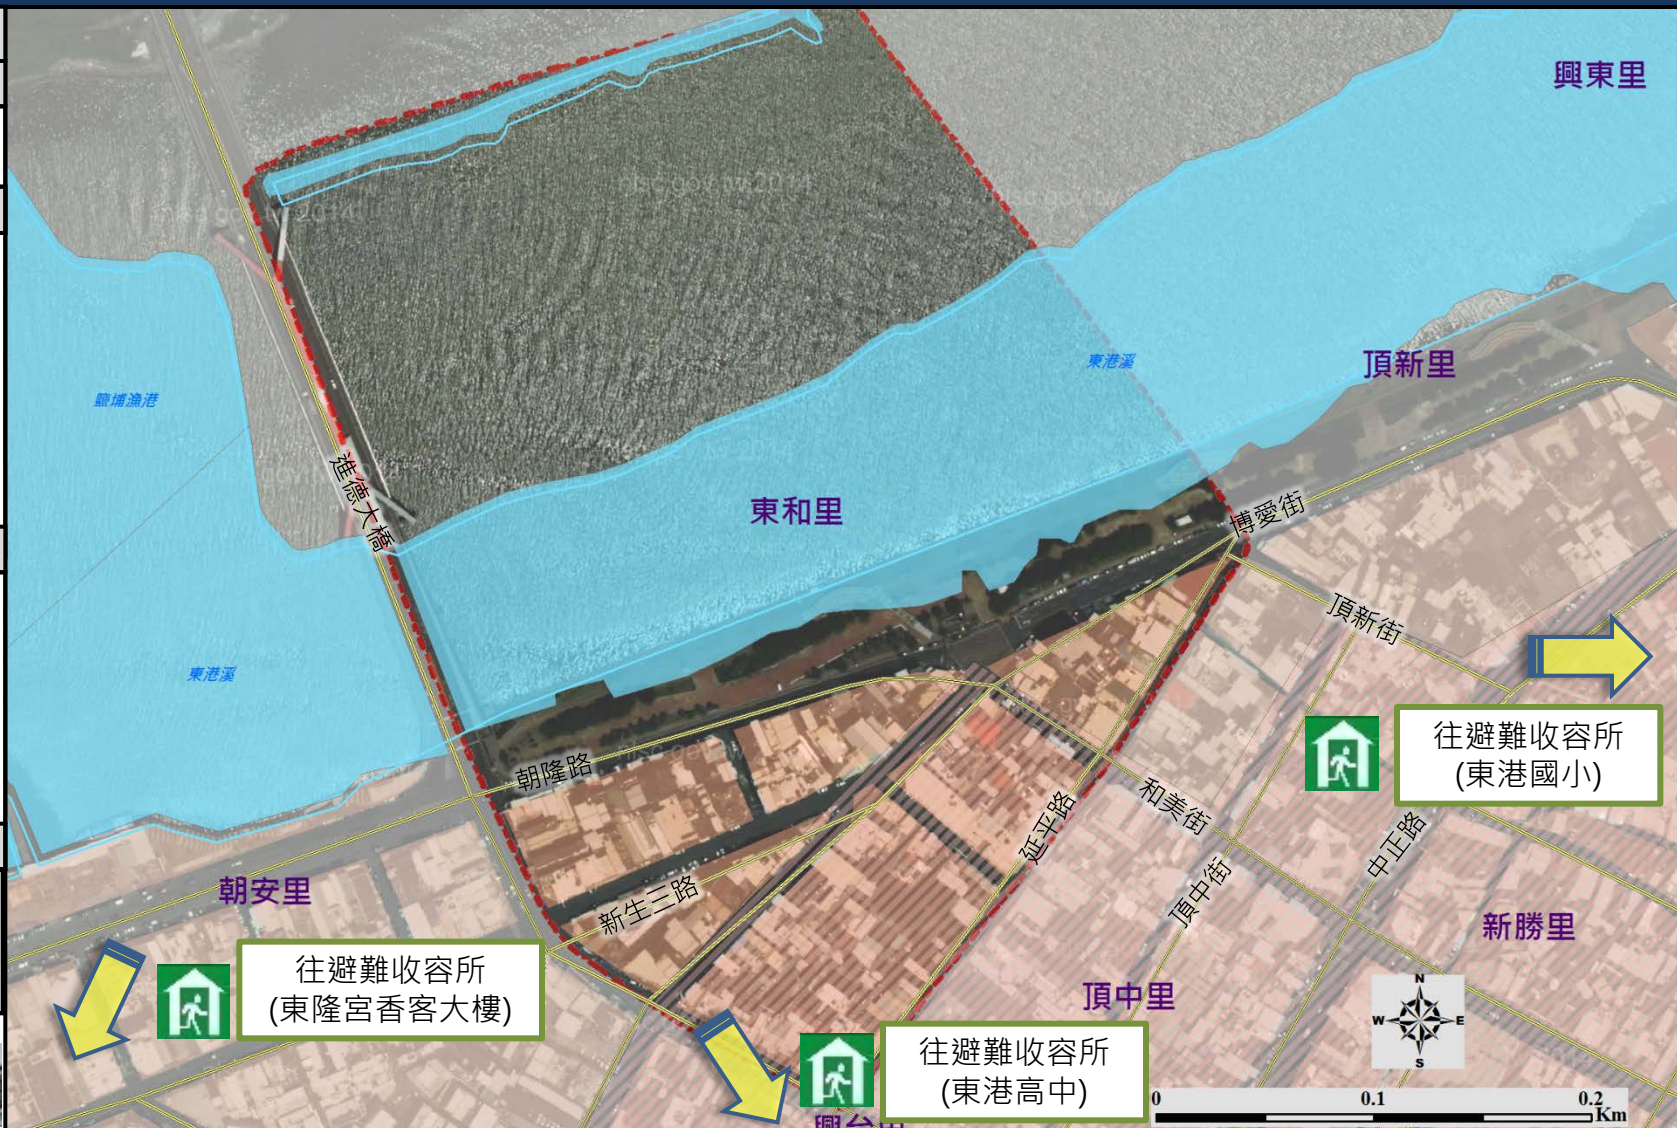 興東里
頂新里
東港溪
鹽埔漁港
進德大橋
東和里
博愛街
頂新街
東港溪
往避難收容所
(東港國小)
朝隆路
和美街
延平路
中正路
頂中街
新生三路
朝安里
新勝里
往避難收容所
(東隆宮香客大樓)
頂中里
N
W
E
S
往避難收容所
(東港高中)
0
0.1
0.2
Km